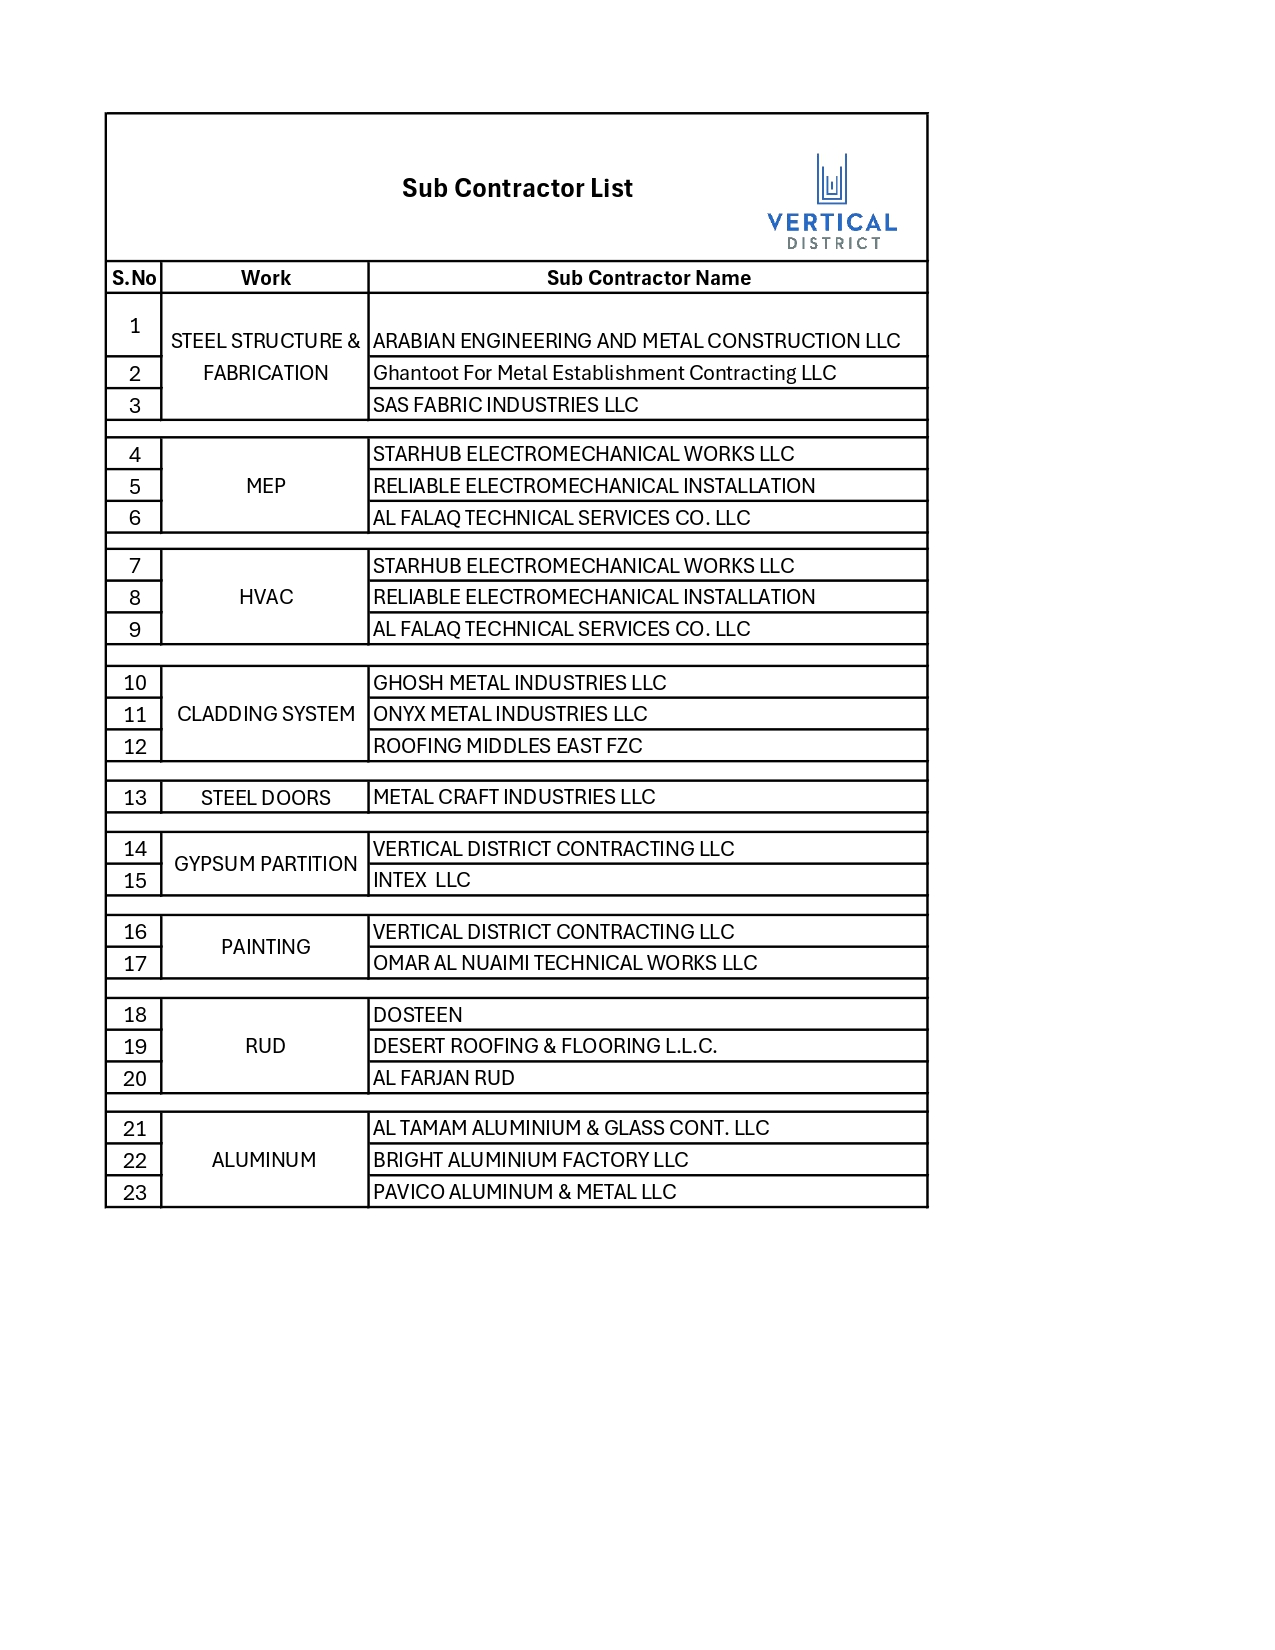 Sub Contractor List
VERTICAL
DISTRICT
S.No Work Sub Contractor Name
1 STEEL STRUCTURE & FABRICATION ARABIAN ENGINEERING AND METAL CONSTRUCTION LLC
2 Ghantoot For Metal Establishment Contracting LLC
3 SAS FABRIC INDUSTRIES LLC
4 MEP STARHUB ELECTROMECHANICAL WORKS LLC
5 RELIABLE ELECTROMECHANICAL INSTALLATION
6 AL FALAQ TECHNICAL SERVICES CO. LLC
7 HVAC STARHUB ELECTROMECHANICAL WORKS LLC
8 RELIABLE ELECTROMECHANICAL INSTALLATION
9 AL FALAQ TECHNICAL SERVICES CO. LLC
10 CLADDING SYSTEM GHOSH METAL INDUSTRIES LLC
11 ONYX METAL INDUSTRIES LLC
12 ROOFING MIDDLES EAST FZC
13 STEEL DOORS METAL CRAFT INDUSTRIES LLC
14 GYPSUM PARTITION VERTICAL DISTRICT CONTRACTING LLC
15 INTEX LLC
16 PAINTING VERTICAL DISTRICT CONTRACTING LLC
17 OMAR AL NUAIMI TECHNICAL WORKS LLC
18 RUD DOSTEEN
19 DESERT ROOFING & FLOORING L.L.C.
20 AL FARJAN RUD
21 ALUMINUM AL TAMAM ALUMINIUM & GLASS CONT. LLC
22 BRIGHT ALUMINIUM FACTORY LLC
23 PAVICO ALUMINUM & METAL LLC